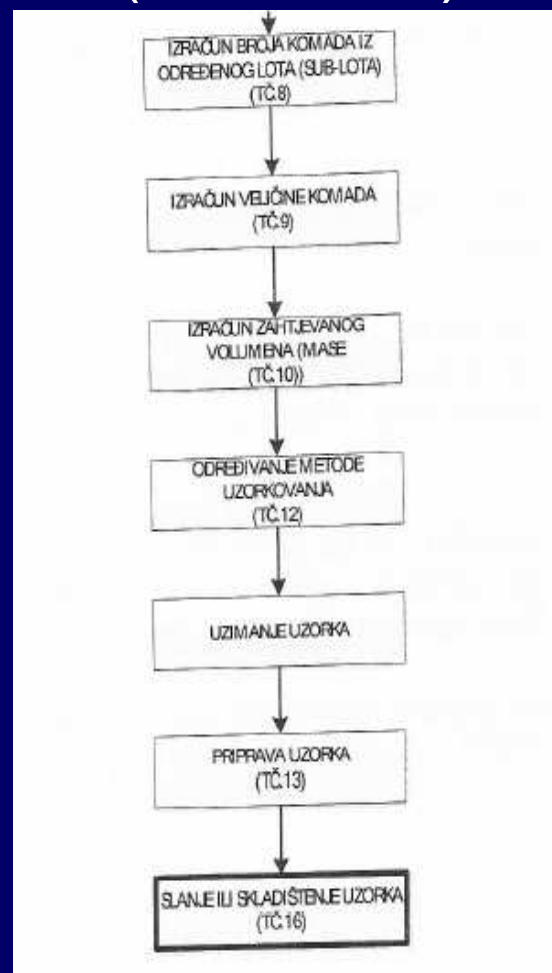 IZRAČUN BROJA KOMADA IZ
ODREĐENOG LOTA (SUB-LOTA)
(TČ.8)
IZRAČUN VELIČINE KOMADA
(TČ.9)
IZRAČUN ZAHTJEVANOG
VOLUMENA (MASE
(TČ.10))
ODREĐIVANJE METODE
UZORKOVANJA
(TČ.12)
UZIMANJE UZORKA
PRIPRAVA UZORKA
(TČ.13)
SLANJE ILI SKLADIŠTENJE UZORKA
(TČ.16)